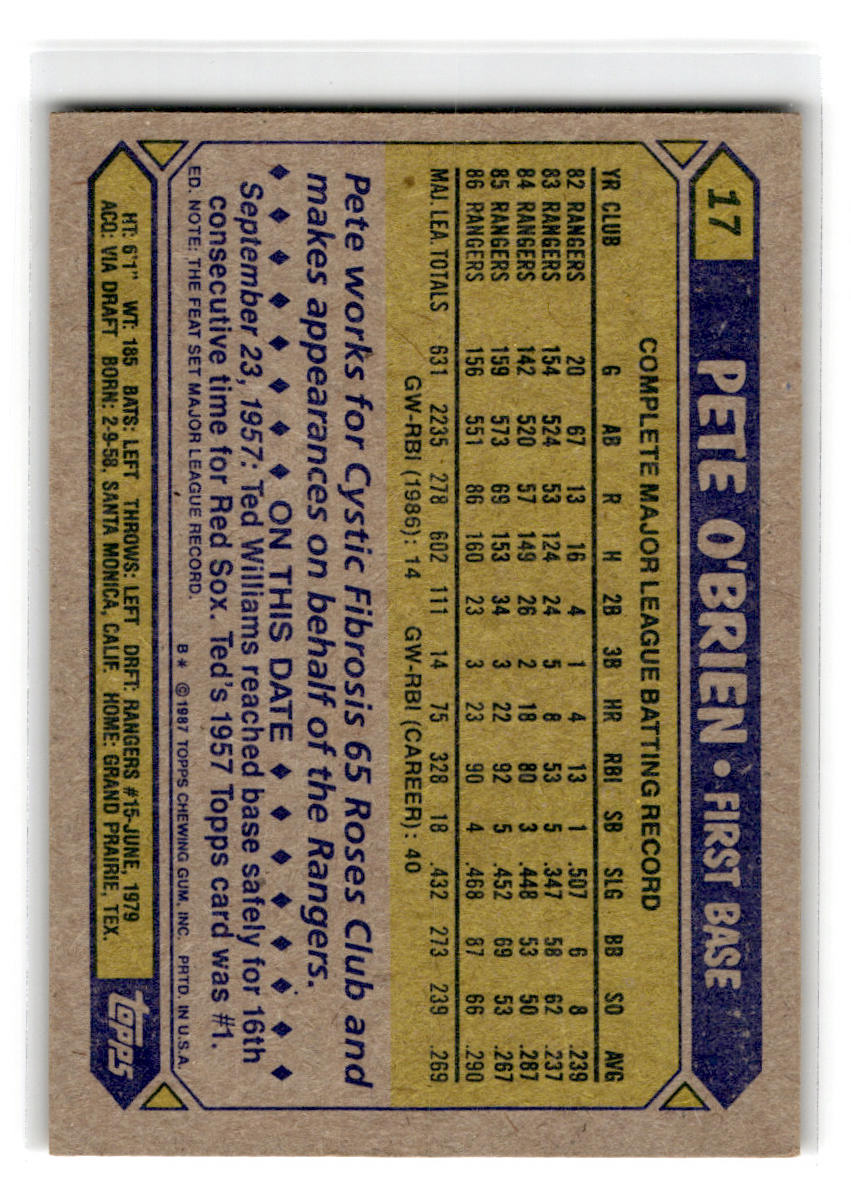 17 PETE O'BRIEN • FIRST BASE
COMPLETE MAJOR LEAGUE BATTING RECORD
YR CLUB G AB R H 2B 3B HR RBI SB SLG BB SO AVG
82 RANGERS 20 67 13 16 4 1 4 13 1 .507 6 8 .239
83 RANGERS 154 524 53 124 24 5 8 53 5 .347 58 62 .237
84 RANGERS 142 520 57 149 26 2 18 80 3 .448 53 50 .287
85 RANGERS 159 573 69 153 34 3 22 92 5 .452 69 53 .267
86 RANGERS 156 551 86 160 23 3 23 90 4 .468 87 66 .290
MAJ. LEA. TOTALS 631 2235 278 602 111 14 75 328 18 .432 273 239 .269
GW-RBI (1986): 14 GW-RBI (CAREER): 40
Pete works for Cystic Fibrosis 65 Roses Club and
makes appearances on behalf of the Rangers.
ON THIS DATE
September 23, 1957: Ted Williams reached base safely for 16th
consecutive time for Red Sox. Ted's 1957 Topps card was #1.
ED. NOTE: THE FEAT SET MAJOR LEAGUE RECORD. B* ©1987 TOPPS CHEWING GUM, INC. PRTD. IN U.S.A.
HT: 6'1" WT: 185 BATS: LEFT THROWS: LEFT DRFT: RANGERS #15-JUNE, 1979
ACQ: VIA DRAFT BORN: 2-9-58, SANTA MONICA, CALIF. HOME: GRAND PRAIRIE, TEX.
topps